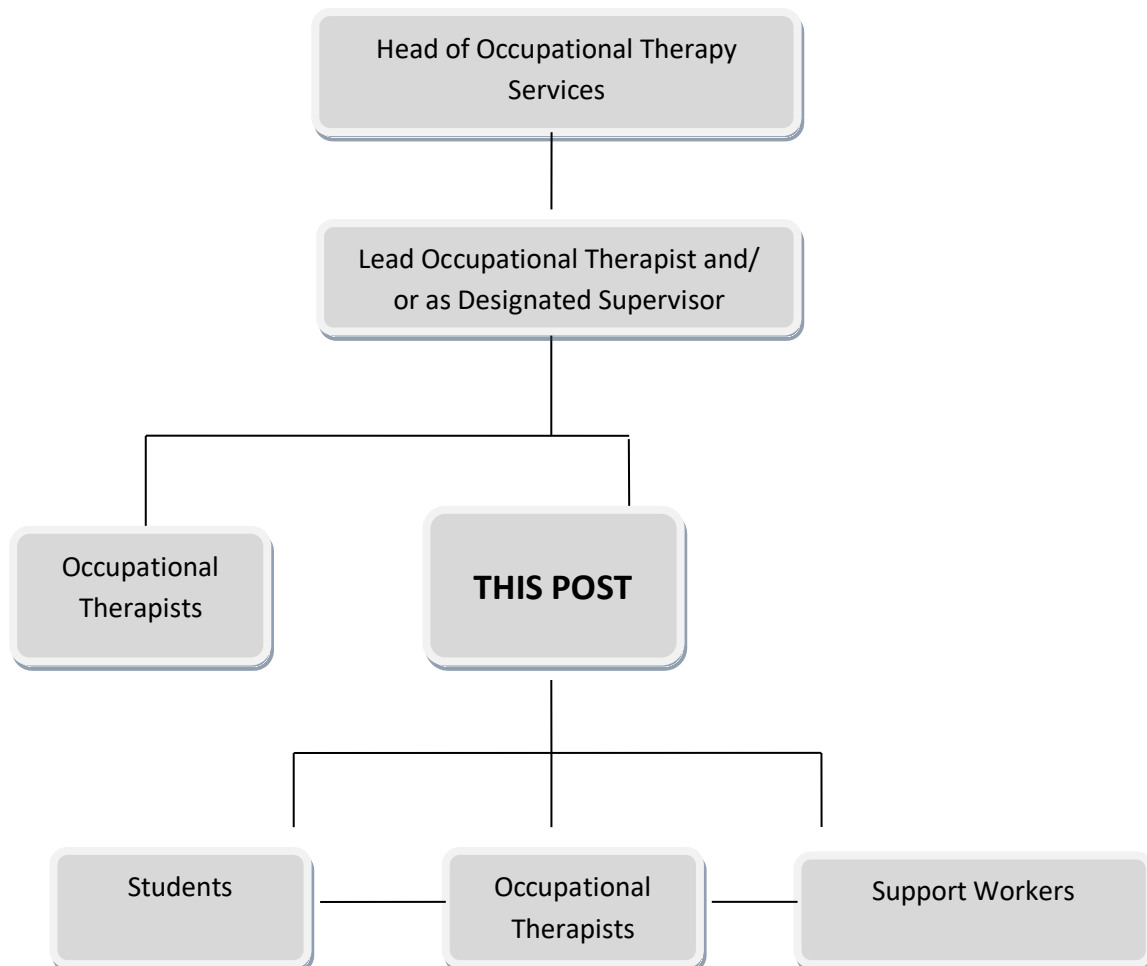 Head of Occupational Therapy
Services
Lead Occupational Therapist and/
or as Designated Supervisor
Occupational
Therapists
THIS POST
Students
Occupational
Therapists
Support Workers